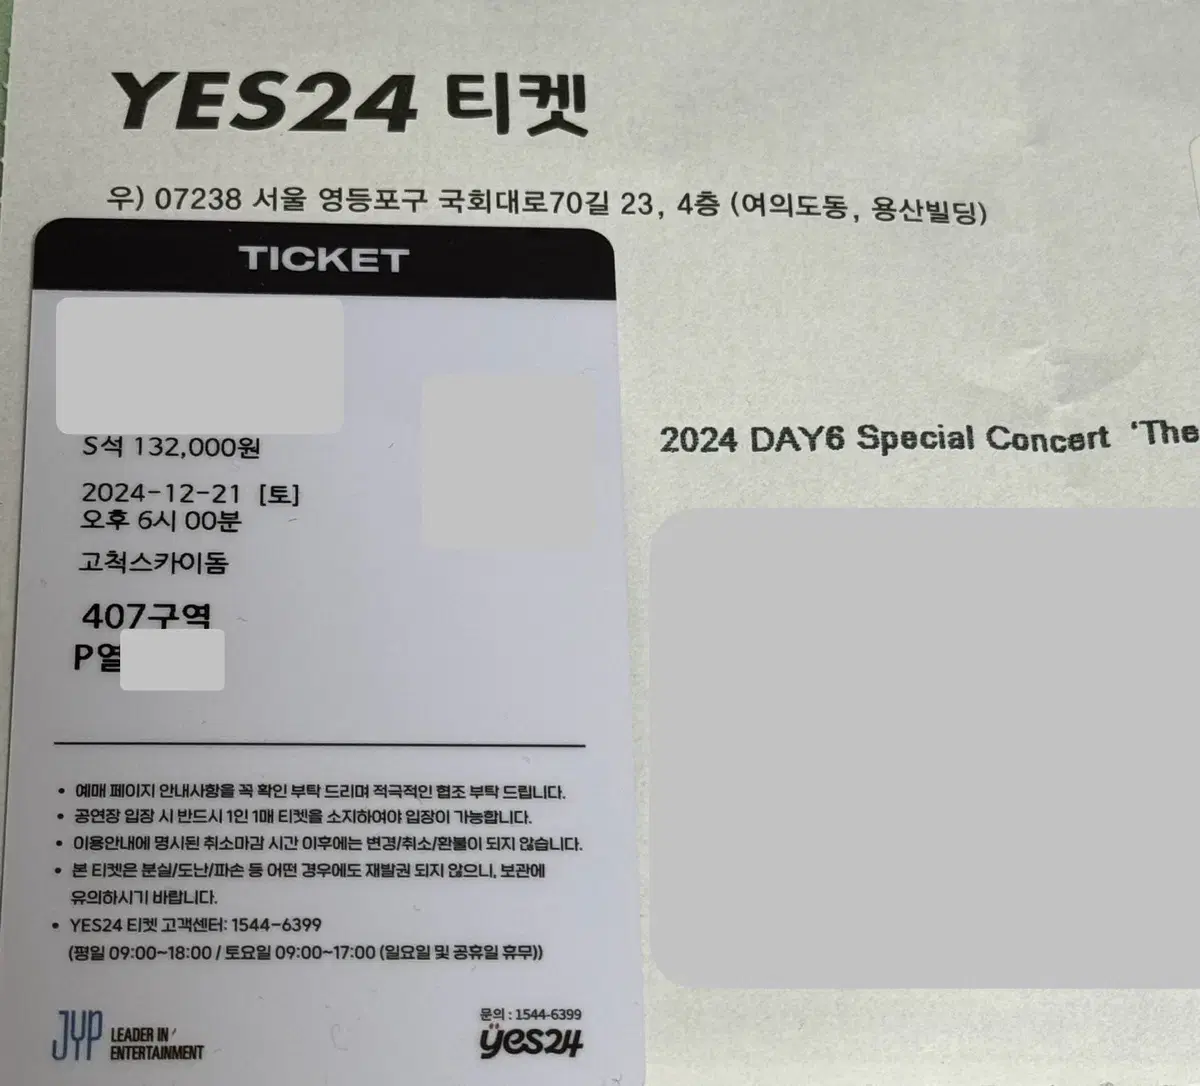 YES24 티켓
우) 07238 서울 영등포구 국회대로70길 23, 4층 (여의도동, 용산빌딩)
TICKET
S석 132,000원
2024-12-21 [토]
오후 6시 00분
고척스카이돔
407구역
P열
2024 DAY6 Special Concert ‘The
• 예매 페이지 안내사항을 꼭 확인 부탁 드리며 적극적인 협조 부탁 드립니다.
• 공연장 입장 시 반드시 1인 1매 티켓을 소지하여야 입장이 가능합니다.
• 이용안내에 명시된 취소마감 시간 이후에는 변경/취소/환불이 되지 않습니다.
• 본 티켓은 분실/도난/파손 등 어떤 경우에도 재발권 되지 않으니, 보관에
유의하시기 바랍니다.
• YES24 티켓 고객센터: 1544-6399
(평일 09:00~18:00 / 토요일 09:00~17:00 (일요일 및 공휴일 휴무))
JYP LEADER IN
ENTERTAINMENT
문의 : 1544-6399
yes24